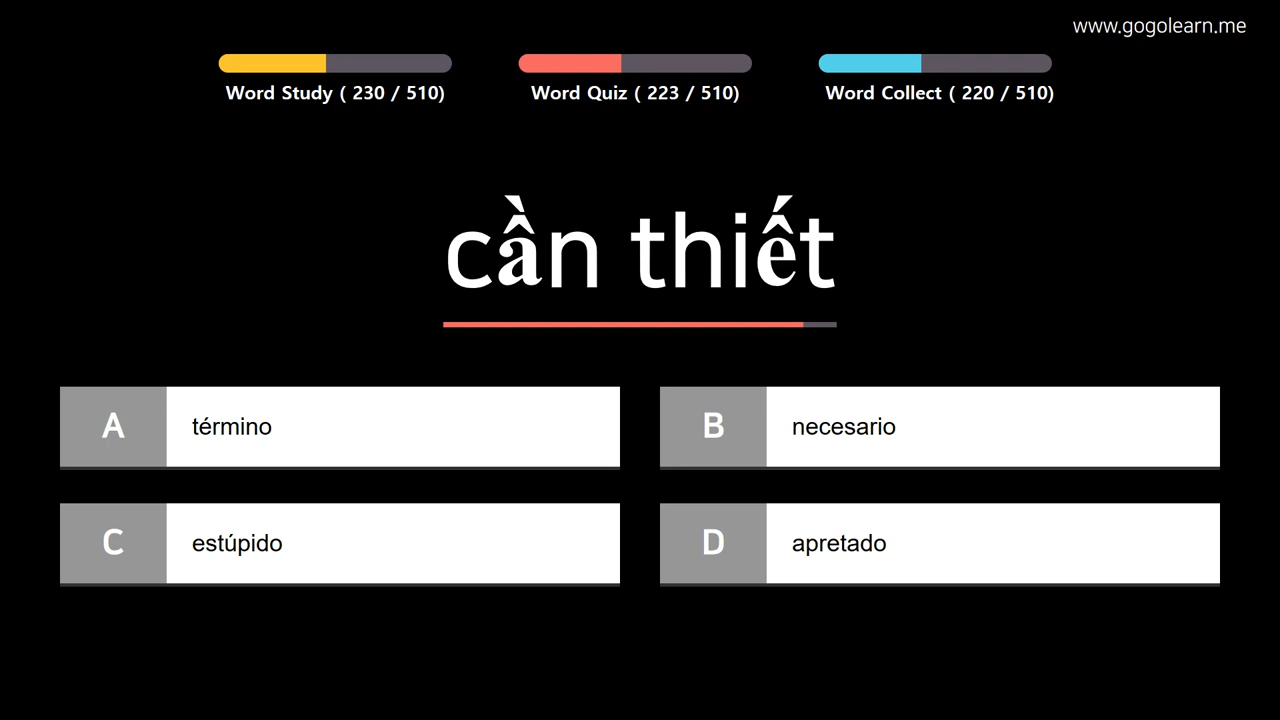 www.gogolearn.me
Word Study ( 230 / 510)
Word Quiz ( 223 / 510)
Word Collect ( 220 / 510)
cần thiết
A término
B necesario
C estúpido
D apretado